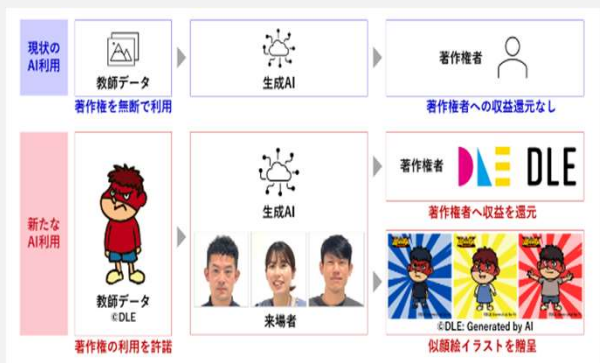 現状の
AI利用
教師データ
著作権を無断で利用
生成AI
著作権者
著作権者への収益還元なし
新たな
AI利用
教師データ
©DLE
著作権の利用を許諾
生成AI
来場者
著作権者
DLE DLE
著作権者へ収益を還元
©DLE: Generated by AI
似顔絵イラストを贈呈